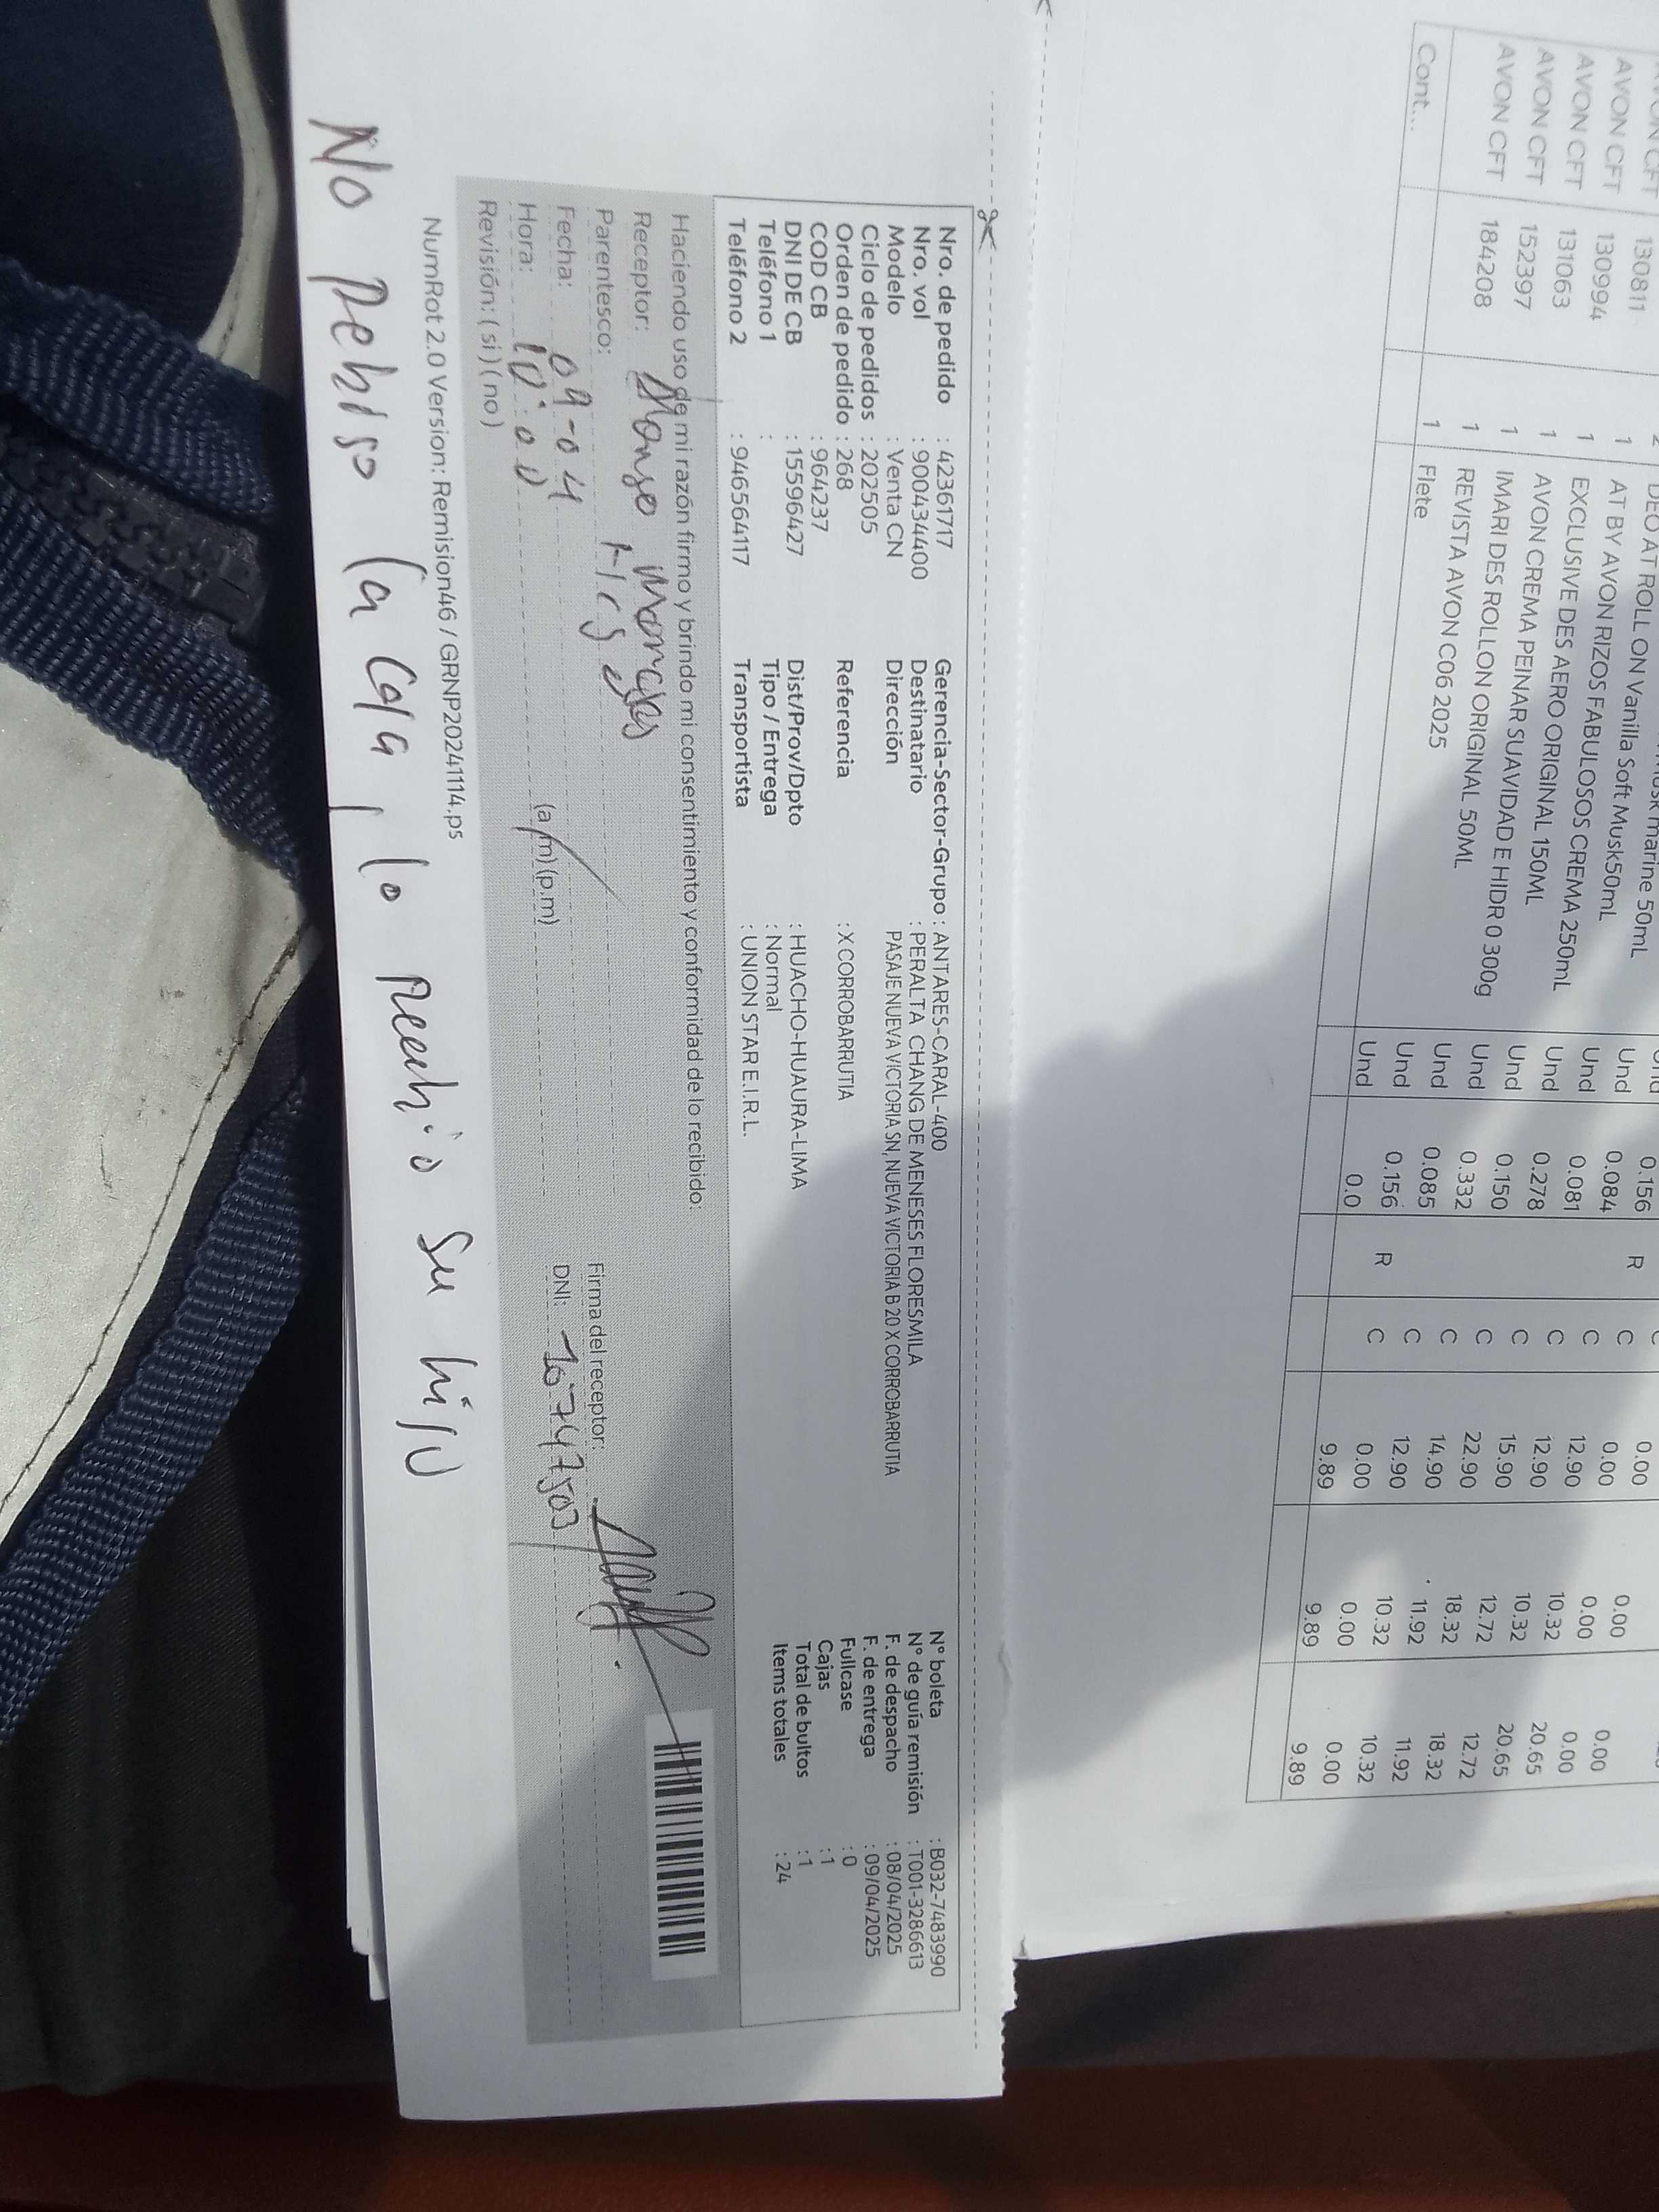 130811
AVON CFT 130994 1 DEO AT ROLL ON Vanilla Soft Musk50mL Und 0.156 C 0.00
AVON CFT 131063 1 AT BY AVON RIZOS FABULOSOS CREMA 250mL Und 0.084 R C 0.00 0.00
AVON CFT 152397 1 EXCLUSIVE DES AERO ORIGINAL 150ML Und 0.081 C 12.90 0.00 0.00
AVON CFT 184208 1 AVON CREMA PEINAR SUAVIDAD E HIDR 0 300g Und 0.278 C 12.90 10.32 0.00
1 IMARI DES ROLLON ORIGINAL 50ML Und 0.150 C 15.90 10.32 20.65
1 REVISTA AVON C06 2025 Und 0.332 C 22.90 12.72 20.65
Cont... 1 Flete Und 0.085 C 14.90 18.32 12.72
Und 0.156 R C 12.90 11.92 18.32
Und 0.0 C 0.00 10.32 11.92
9.89 0.00 10.32
9.89 0.00
9.89
Nro. de pedido : 42361717 Gerencia-Sector-Grupo : ANTARES-CARAL-400 N° boleta : B032-7483990
Nro. vol : 900434400 Destinatario : PERALTA CHANG DE MENESES FLORESMILA N° de guía remisión : T001-3286613
Modelo : Venta CN Dirección PASAJE NUEVA VICTORIA SN, NUEVA VICTORIA B 20 X CORROBARRUTIA F. de despacho : 08/04/2025
Ciclo de pedidos : 202505 F. de entrega : 09/04/2025
Orden de pedido : 268 Referencia : X CORROBARRUTIA Fullcase : 0
COD CB : 964237 Cajas : 1
DNI DE CB : 15596427 Dist/Prov/Dpto : HUACHO-HUAURA-LIMA Total de bultos : 1
Teléfono 1 : Tipo / Entrega : Normal Items totales : 24
Teléfono 2 : 946564117 Transportista : UNION STAR E.I.R.L.
Haciendo uso de mi razón firmo y brindo mi consentimiento y conformidad de lo recibido:
Receptor:
Parentesco: Firma del receptor:
Fecha: 09-04 DNI:
Hora: 10:00 (a.m) (p.m)
Revisión: ( si ) ( no )
NumRot 2.0 Version: Remision46 / GRNP20241114.ps
No Debiso la Caja, lo recibio su hijo